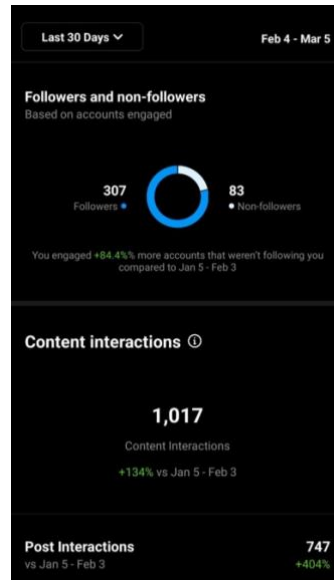 Last 30 Days
Feb 4 - Mar 5
Followers and non-followers
Based on accounts engaged
307
Followers
83
Non-followers
You engaged +84.4%% more accounts that weren't following you
compared to Jan 5 - Feb 3
Content interactions
1,017
Content Interactions
+134% vs Jan 5 - Feb 3
Post Interactions
747
vs Jan 5 - Feb 3
+404%